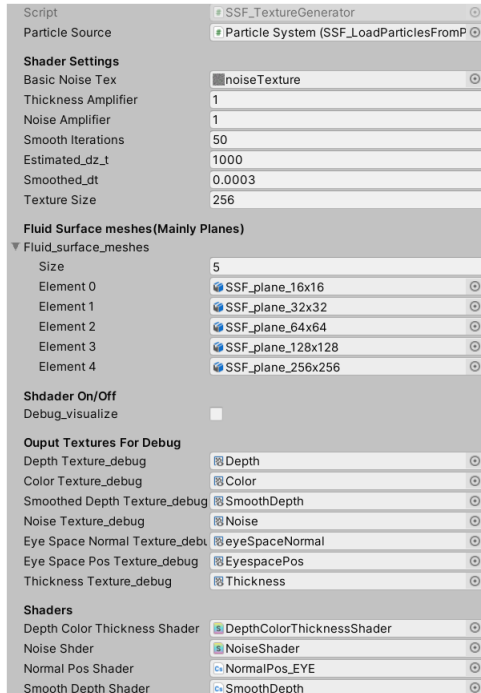 Script SSF_TextureGenerator
Particle Source Particle System (SSF_LoadParticlesFromP
Shader Settings
Basic Noise Tex noiseTexture
Thickness Amplifier 1
Noise Amplifier 1
Smooth Iterations 50
Estimated_dz_t 1000
Smoothed_dt 0.0003
Texture Size 256
Fluid Surface meshes(Mainly Planes)
Fluid_surface_meshes
Size 5
Element 0 SSF_plane_16x16
Element 1 SSF_plane_32x32
Element 2 SSF_plane_64x64
Element 3 SSF_plane_128x128
Element 4 SSF_plane_256x256
Shdader On/Off
Debug_visualize
Ouput Textures For Debug
Depth Texture_debug Depth
Color Texture_debug Color
Smoothed Depth Texture_debug SmoothDepth
Noise Texture_debug Noise
Eye Space Normal Texture_debu eyeSpaceNormal
Eye Space Pos Texture_debug EyespacePos
Thickness Texture_debug Thickness
Shaders
Depth Color Thickness Shader DepthColorThicknessShader
Noise Shder NoiseShader
Normal Pos Shader NormalPos_EYE
Smooth Depth Shader SmoothDepth